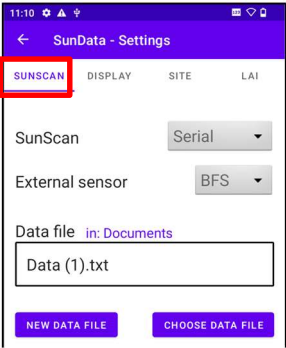 11:10
SunData - Settings
SUNSCAN DISPLAY SITE LAI
SunScan Serial
External sensor BFS
Data file in: Documents
Data (1).txt
NEW DATA FILE CHOOSE DATA FILE